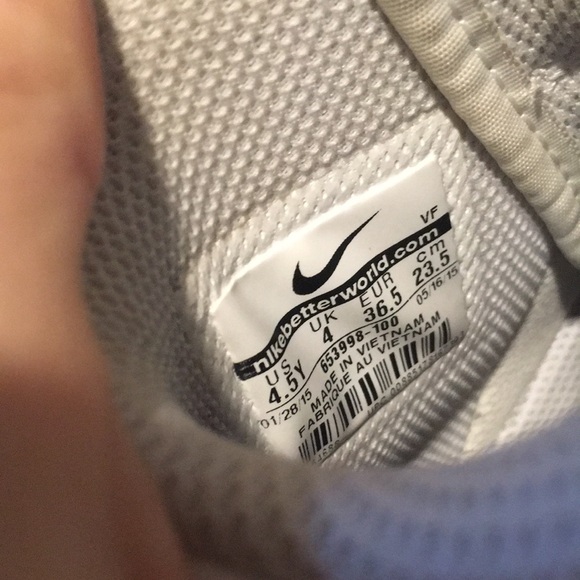 VF
nikebetterworld.com
US UK EUR cm
4.5Y 4 36.5 23.5
01/28/15 653998-100 05/16/15
MADE IN VIETNAM
FABRIQUE AU VIETNAM